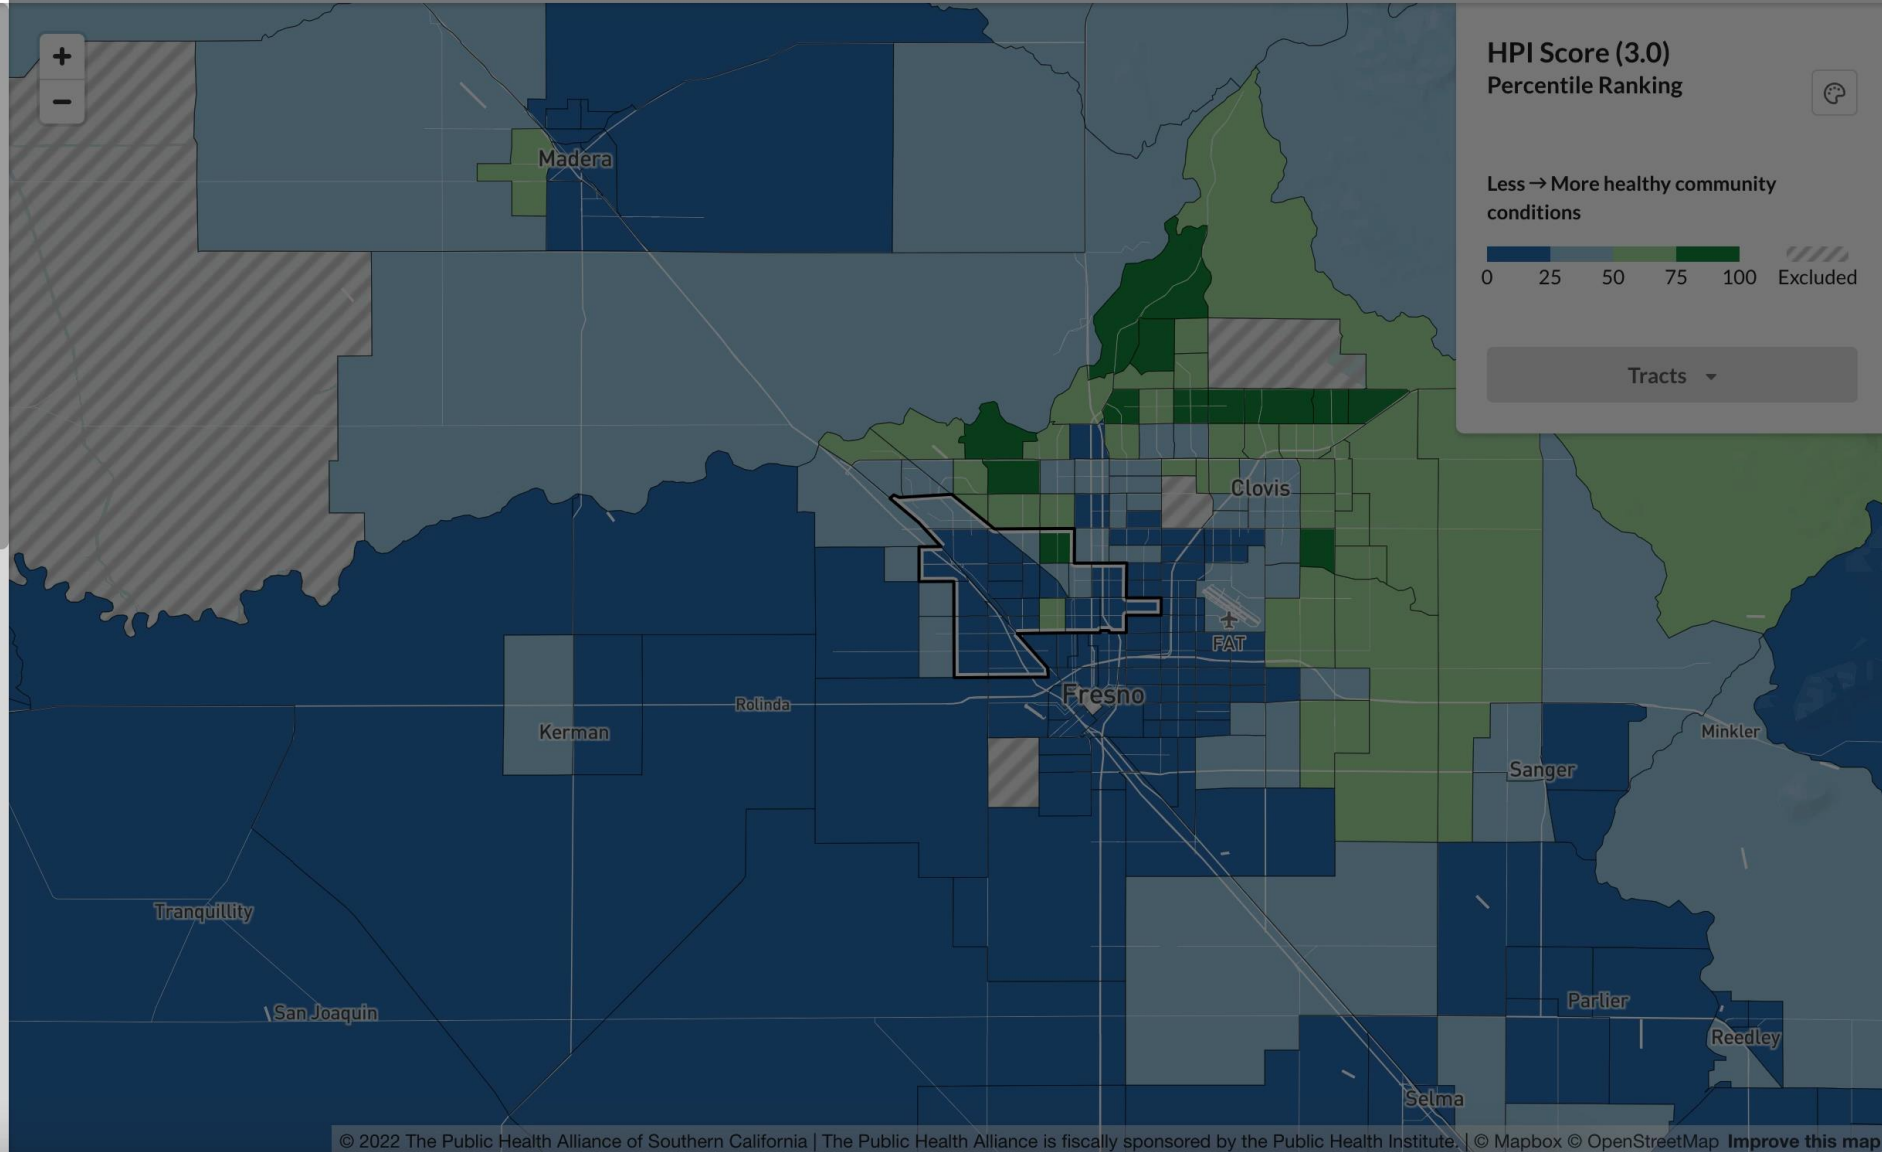 +
−
HPI Score (3.0)
Percentile Ranking
Less → More healthy community
conditions
0 25 50 75 100 Excluded
Tracts
Madera
Clovis
FAT
Fresno
Rolinda
Kerman
Minkler
Sanger
Tranquillity
San Joaquin
Parlier
Reedley
Selma
© 2022 The Public Health Alliance of Southern California | The Public Health Alliance is fiscally sponsored by the Public Health Institute. | © Mapbox © OpenStreetMap Improve this map